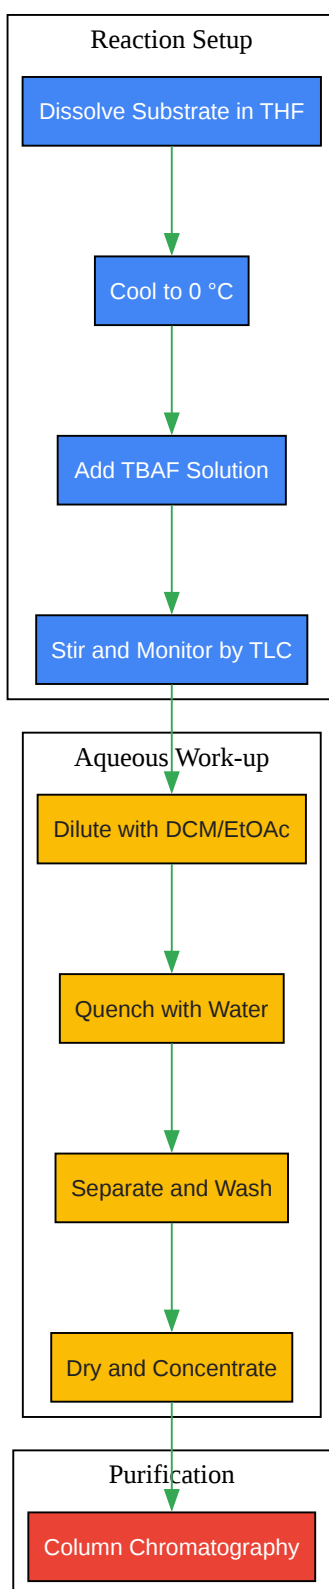 Reaction Setup
Dissolve Substrate in THF
Cool to 0 °C
Add TBAF Solution
Stir and Monitor by TLC
Aqueous Work-up
Dilute with DCM/EtOAc
Quench with Water
Separate and Wash
Dry and Concentrate
Purification
Column Chromatography